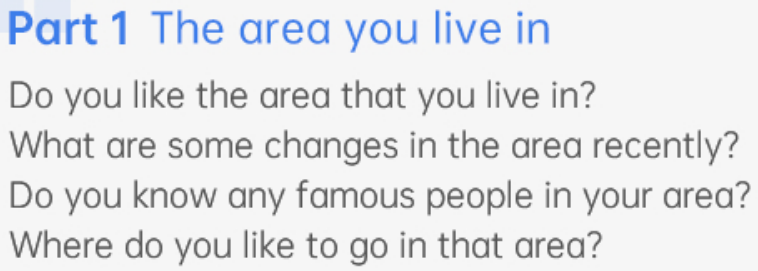 Part 1 The area you live in
Do you like the area that you live in?
What are some changes in the area recently?
Do you know any famous people in your area?
Where do you like to go in that area?